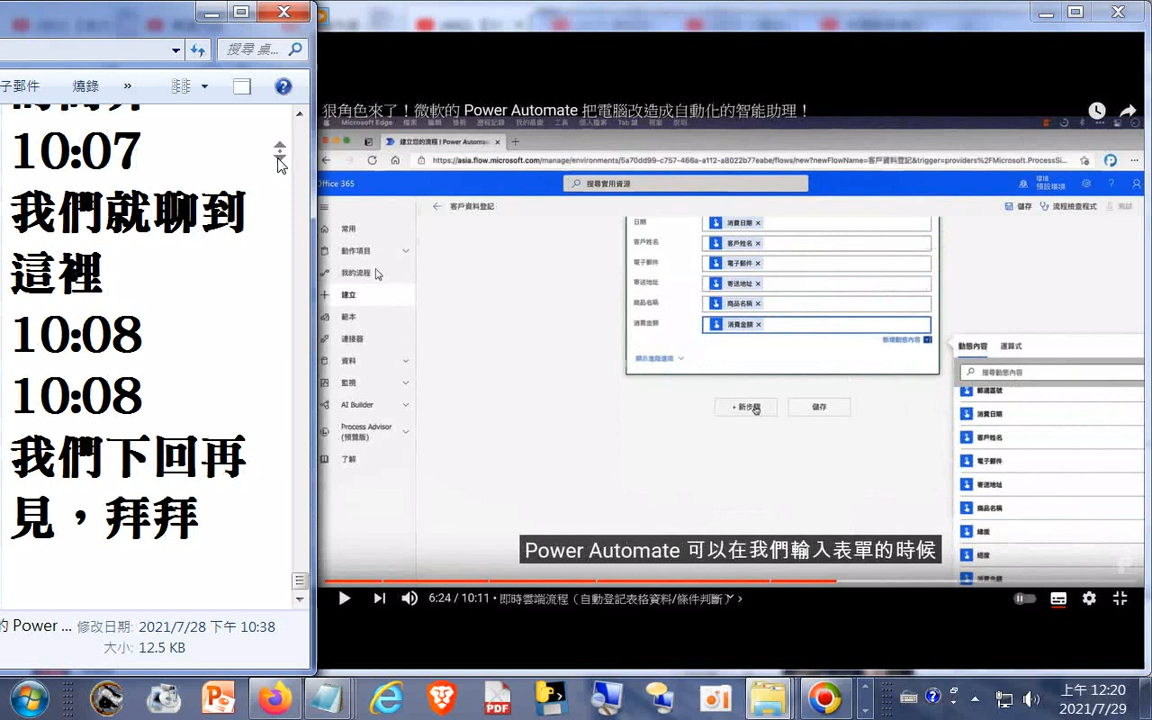 搜尋 桌...
子郵件
燒錄
»
10:07
我們就聊到
這裡
10:08
10:08
我們下回再
見，拜拜
的 Power ...
修改日期: 2021/7/28 下午 10:38
大小: 12.5 KB
狠角色來了！微軟的 Power Automate 把電腦改造成自動化的智能助理！
建立您的流程 | Power Automa
https://asia.flow.microsoft.com/manage/environments/5a70dd99-c757-466a-a112-a8022b77eabe/flows/new?newFlowName=客戶資料登記&trigger=providers%2FMicrosoft.ProcessSi...
Office 365
搜尋實用資源
環境
預設環境
客戶資料登記
儲存
流程檢查程式
測試
常用
動作項目
我的流程
建立
範本
連接器
資料
監視
AI Builder
Process Advisor
(預覽版)
了解
日期
消費日期
客戶姓名
客戶姓名
電子郵件
電子郵件
寄送地址
寄送地址
商品名稱
商品名稱
消費金額
消費金額
新增動態內容
顯示進階選項
+ 新步驟
儲存
動態內容
運算式
搜尋動態內容
郵遞區號
消費日期
客戶姓名
電子郵件
寄送地址
商品名稱
緯度
經度
消費金額
Power Automate 可以在我們輸入表單的時候
6:24 / 10:11 • 即時雲端流程（自動登記表格資料/條件判斷）
上午 12:20
2021/7/29